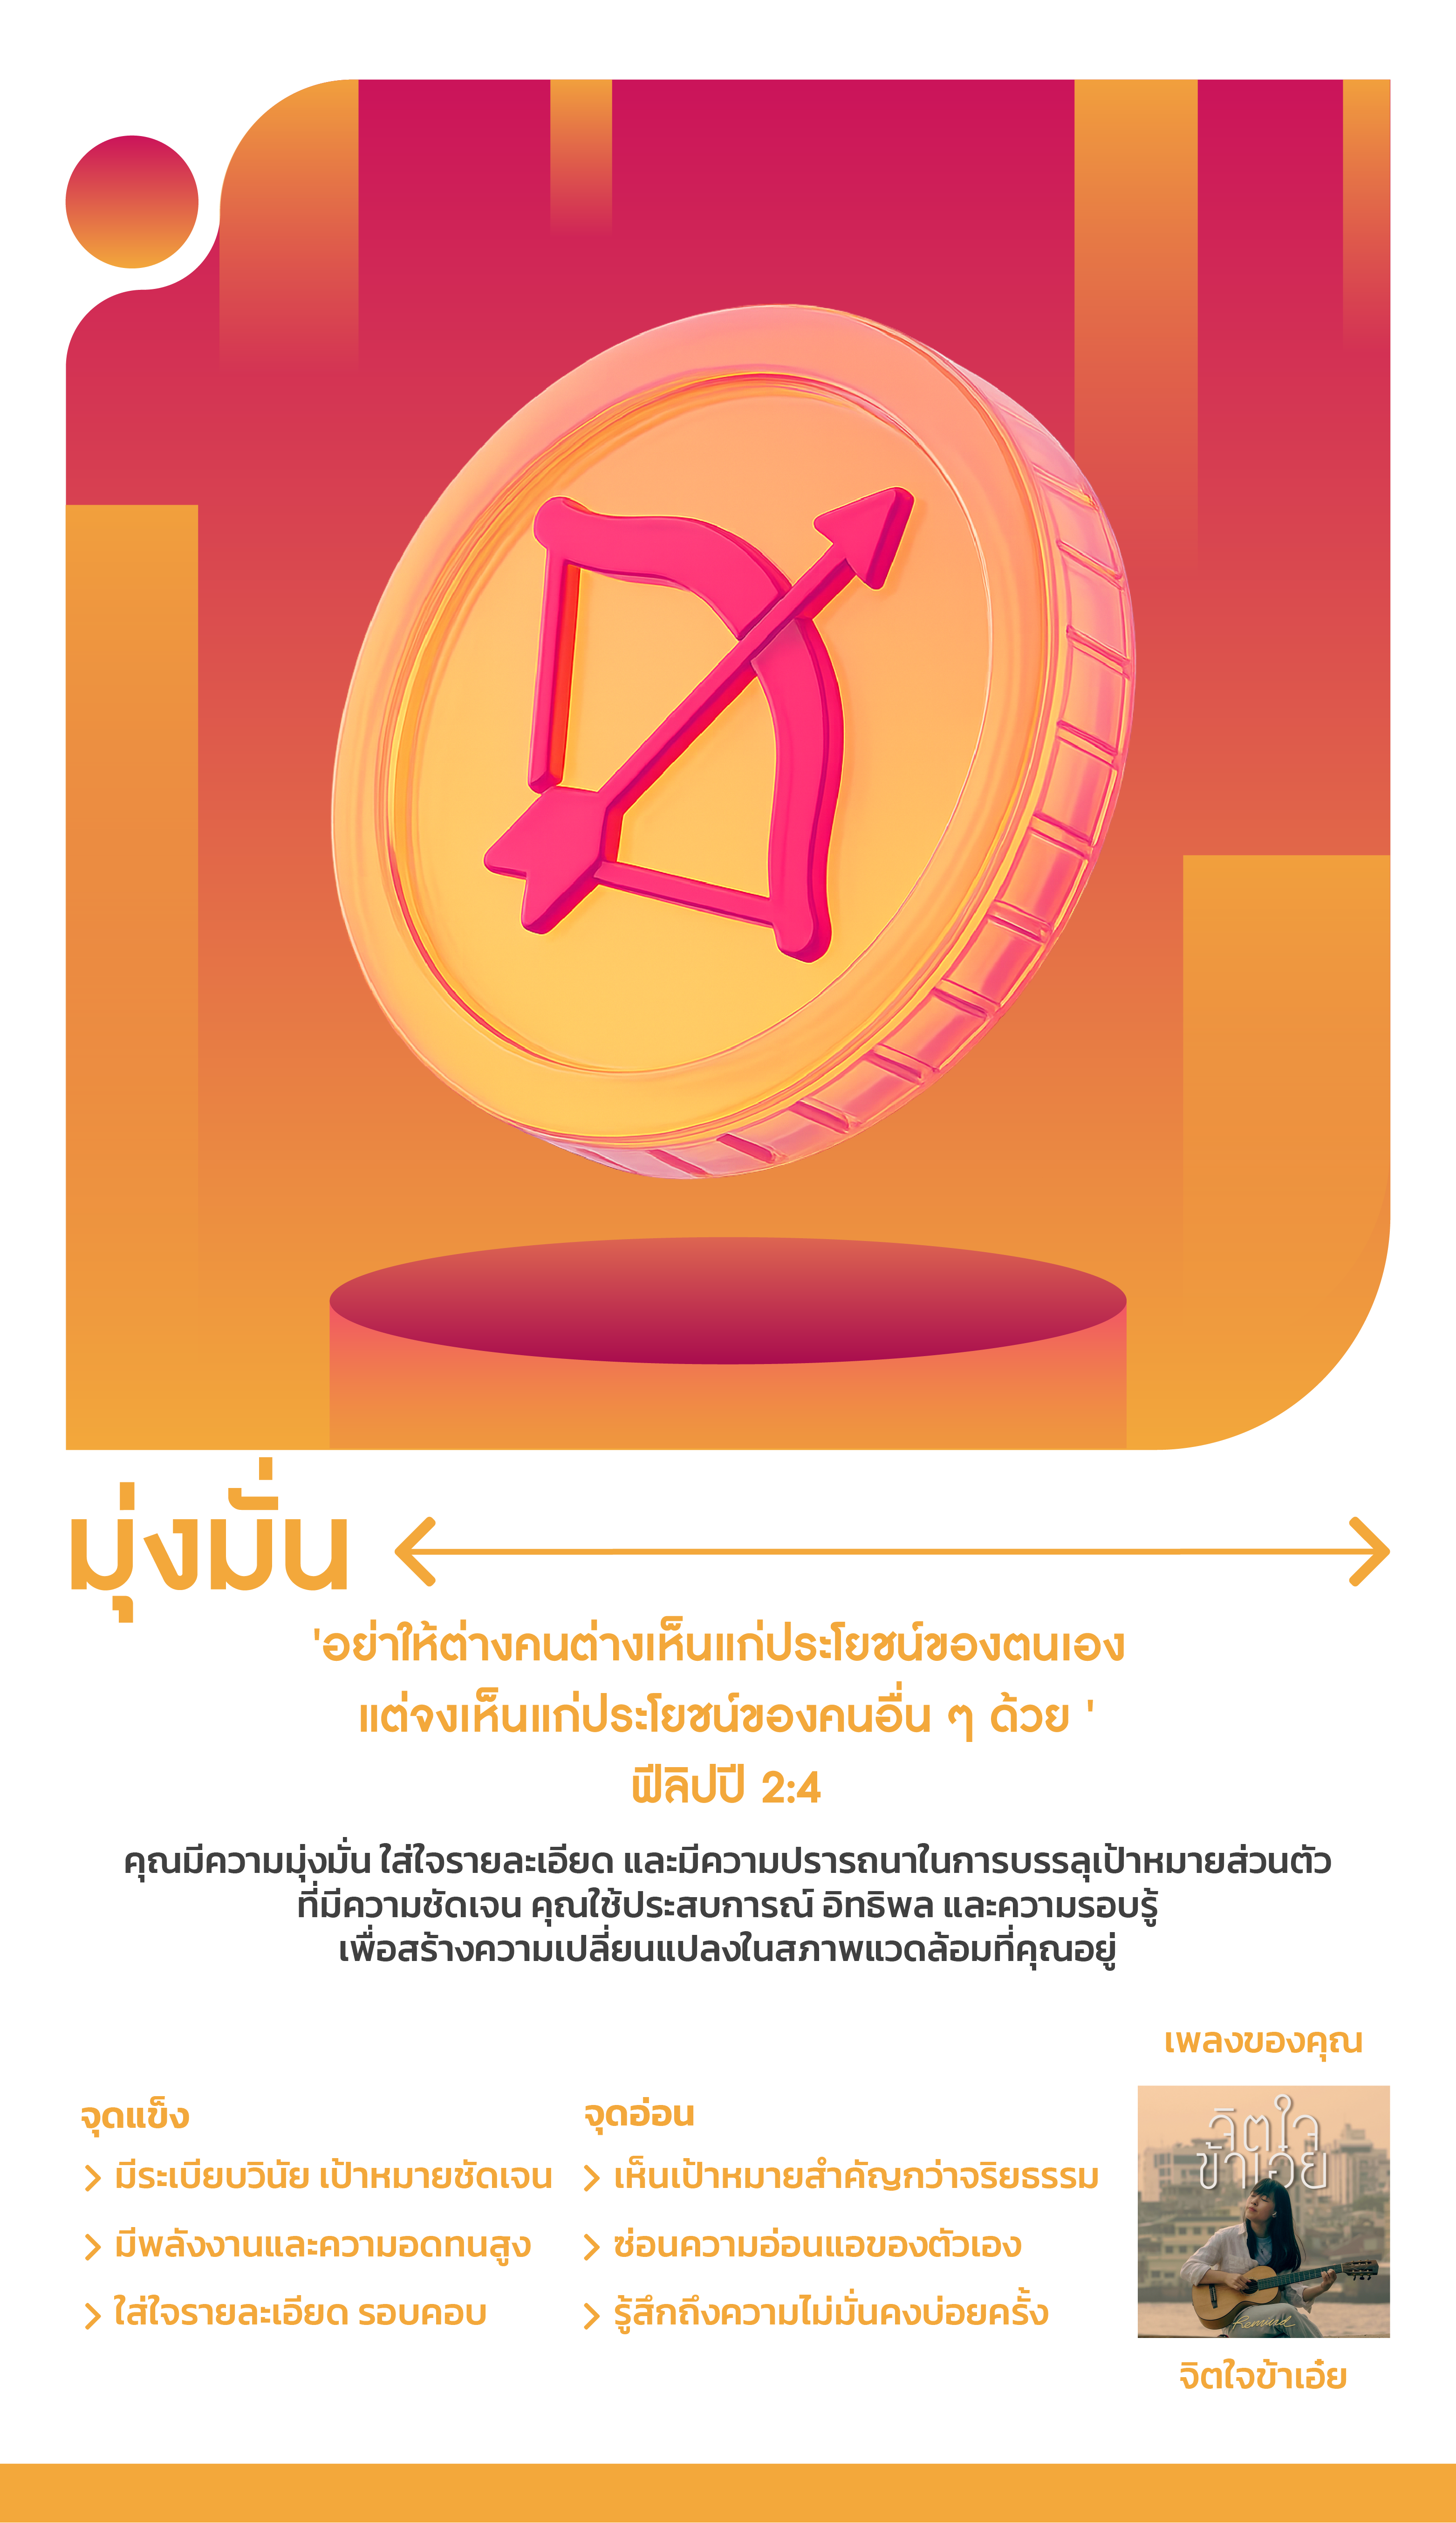 มุ่งมั่น
'อย่าให้ต่างคนต่างเห็นแก่ประโยชน์ของตนเอง
แต่จงเห็นแก่ประโยชน์ของคนอื่น ๆ ด้วย '
ฟีลิปปี 2:4
คุณมีความมุ่งมั่น ใส่ใจรายละเอียด และมีความปรารถนาในการบรรลุเป้าหมายส่วนตัว
ที่มีความชัดเจน คุณใช้ประสบการณ์ อิทธิพล และความรอบรู้
เพื่อสร้างความเปลี่ยนแปลงในสภาพแวดล้อมที่คุณอยู่
จุดแข็ง
มีระเบียบวินัย เป้าหมายชัดเจน
มีพลังงานและความอดทนสูง
ใส่ใจรายละเอียด รอบคอบ
จุดอ่อน
เห็นเป้าหมายสำคัญกว่าจริยธรรม
ซ่อนความอ่อนแอของตัวเอง
รู้สึกถึงความไม่มั่นคงบ่อยครั้ง
เพลงของคุณ
จิตใจ
ข้าเอ๋ย
Remind
จิตใจข้าเอ๋ย